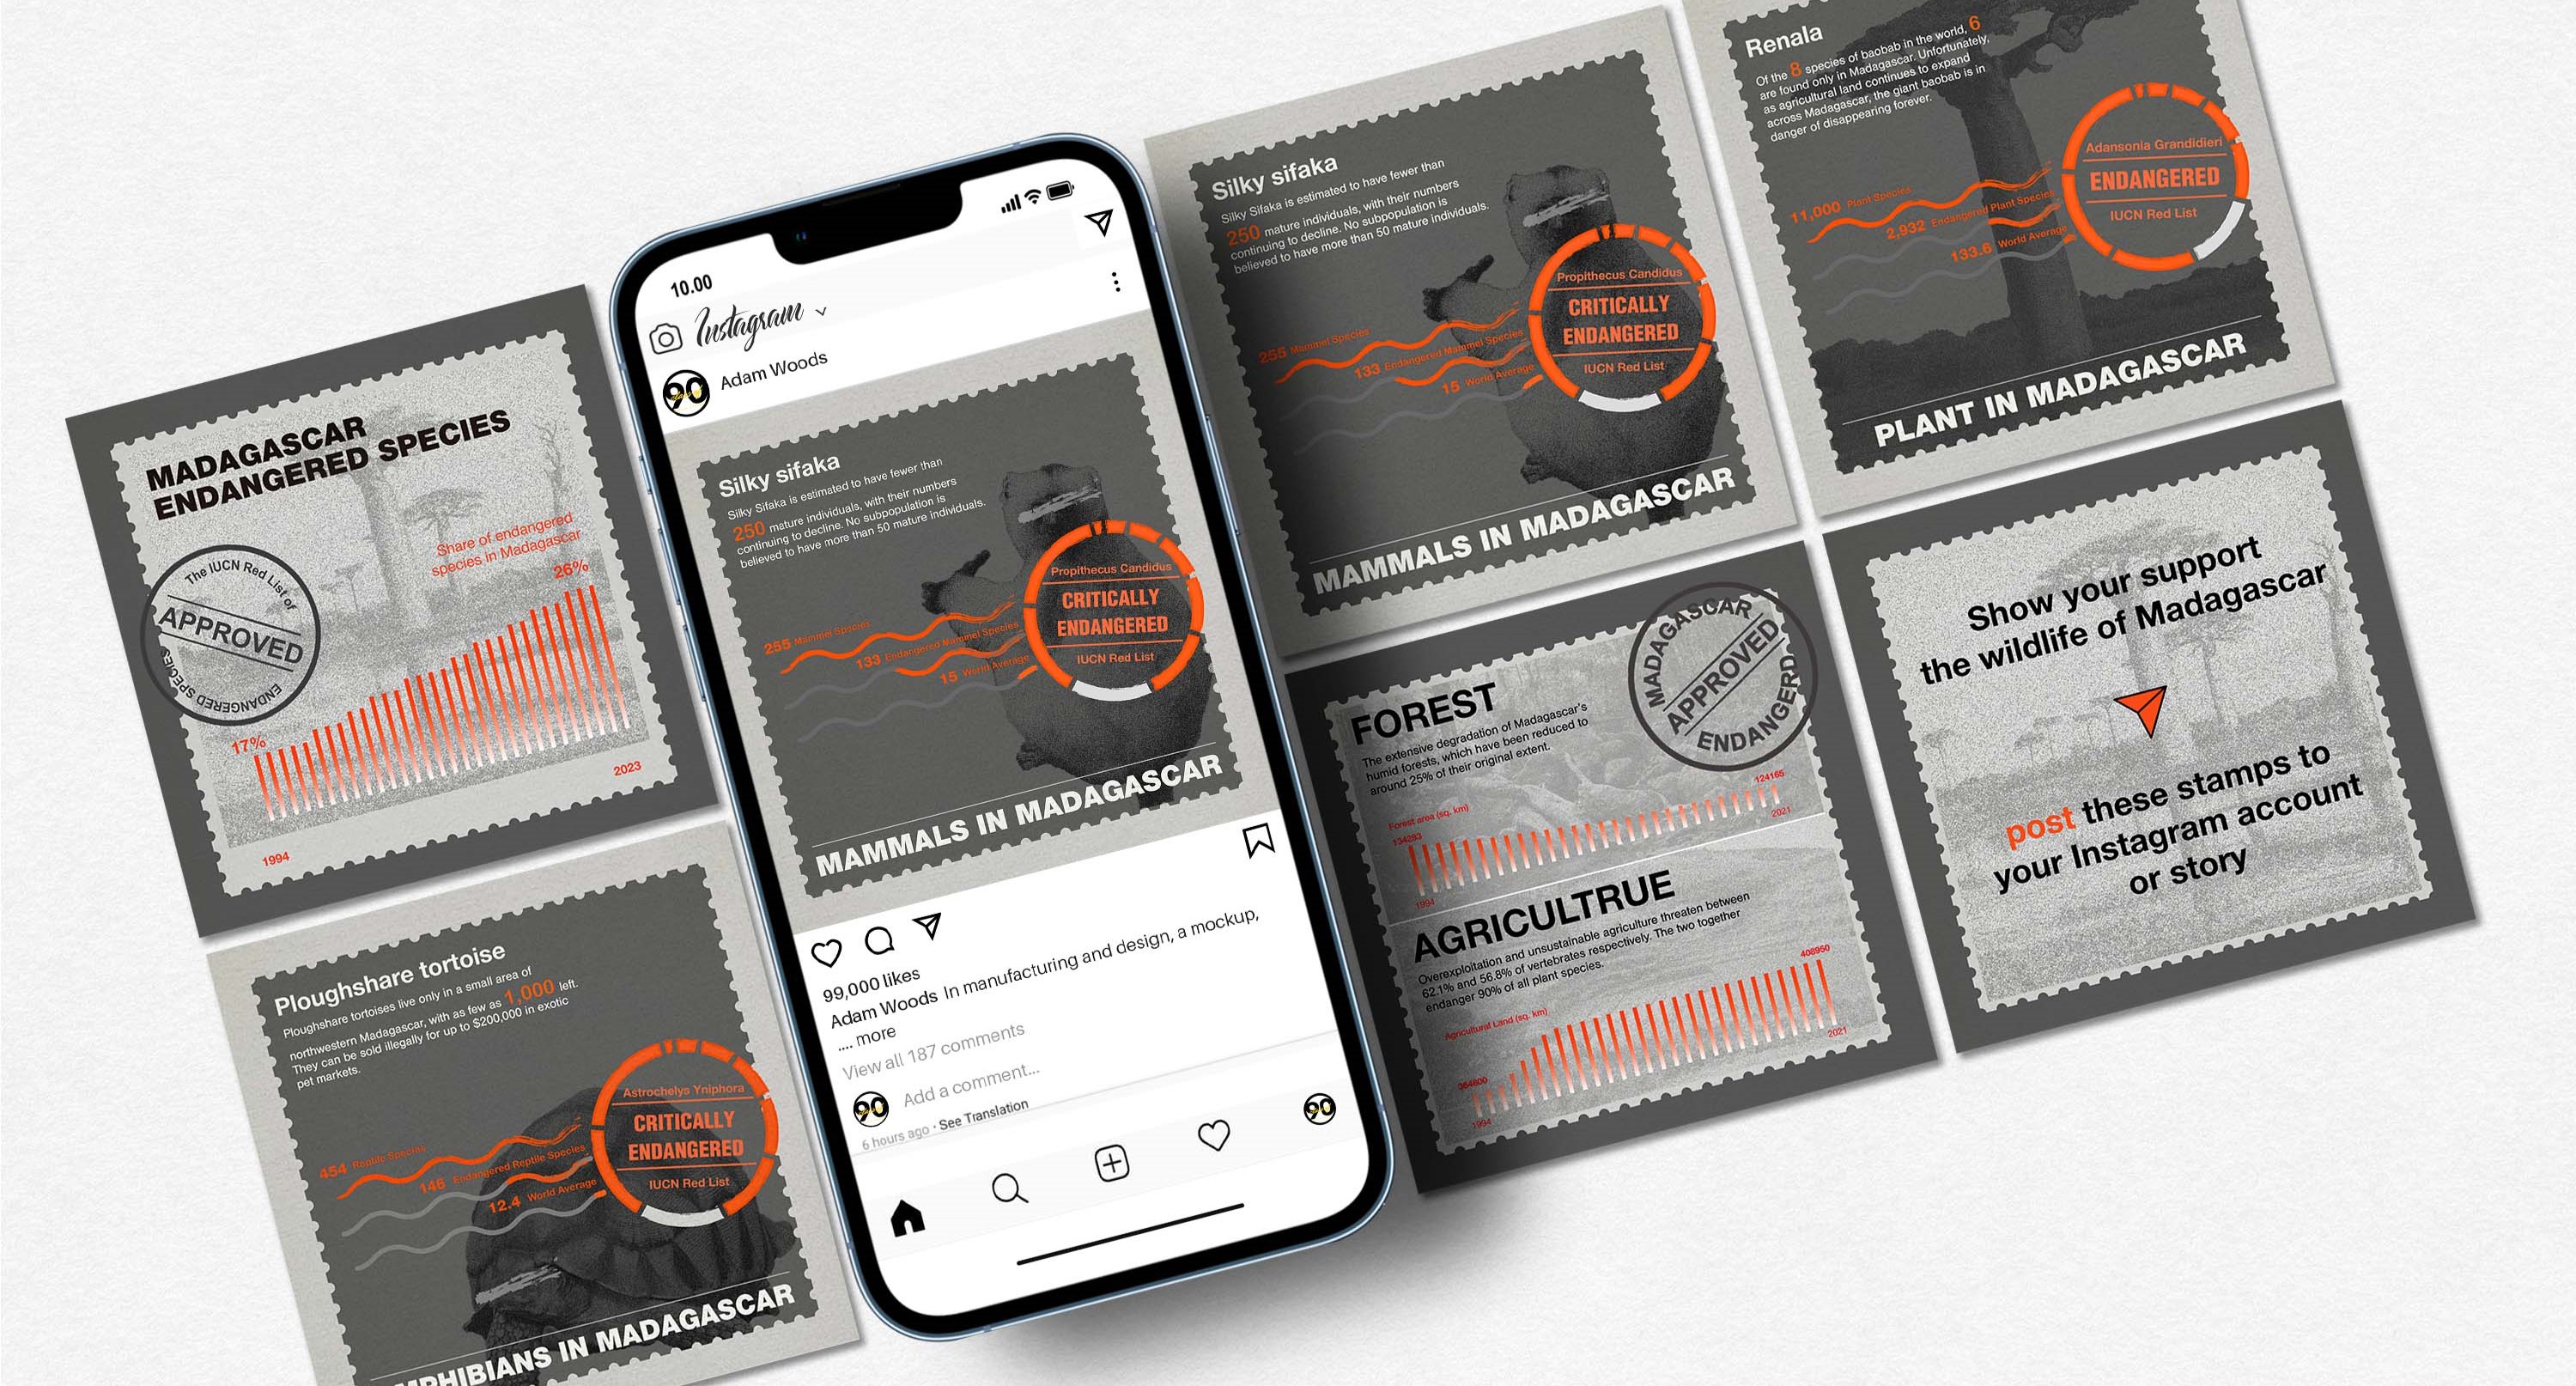 MADAGASCAR
ENDANGERED SPECIES
Share of endangered
species in Madagascar
26%
The IUCN Red List of
APPROVED
ENDANGERED SPECIES
17%
1994
2023
Ploughshare tortoise
Ploughshare tortoises live only in a small area of
northwestern Madagascar, with as few as 1,000 left.
They can be sold illegally for up to $200,000 in exotic
pet markets.
Astrochelys Yniphora
CRITICALLY
ENDANGERED
IUCN Red List
454 Reptile Species
146 Endangered Reptile Species
12.4 World Average
MPHIBIANS IN MADAGASCAR
10.00
Instagram
90
Adam Woods
Silky sifaka
Silky Sifaka is estimated to have fewer than
250 mature individuals, with their numbers
continuing to decline. No subpopulation is
believed to have more than 50 mature individuals.
Propithecus Candidus
CRITICALLY
ENDANGERED
IUCN Red List
255 Mammel Species
133 Endangered Mammel Species
15 World Average
MAMMALS IN MADAGASCAR
99,000 likes
Adam Woods In manufacturing and design, a mockup,
.... more
View all 187 comments
90
Add a comment...
6 hours ago • See Translation
90
Silky sifaka
Silky Sifaka is estimated to have fewer than
250 mature individuals, with their numbers
continuing to decline. No subpopulation is
believed to have more than 50 mature individuals.
Propithecus Candidus
CRITICALLY
ENDANGERED
IUCN Red List
255 Mammel Species
133 Endangered Mammel Species
15 World Average
MAMMALS IN MADAGASCAR
Renala
Of the 8 species of baobab in the world, 6
are found only in Madagascar. Unfortunately,
as agricultural land continues to expand
across Madagascar, the giant baobab is in
danger of disappearing forever.
Adansonia Grandidieri
ENDANGERED
IUCN Red List
11,000 Plant Species
2,932 Endangered Plant Species
133.6 World Average
PLANT IN MADAGASCAR
FOREST
The extensive degradation of Madagascar's
humid forests, which have been reduced to
around 25% of their original extent.
MADAGASCAR
APPROVED
ENDANGERD
Forest area (sq. km)
134283
124165
1994
2021
AGRICULTRUE
Overexploitation and unsustainable agriculture threaten between
62.1% and 56.8% of vertebrates respectively. The two together
endanger 90% of all plant species.
Agricultural Land (sq. km)
364600
408950
1994
2021
Show your support
the wildlife of Madagascar
post these stamps to
your Instagram account
or story